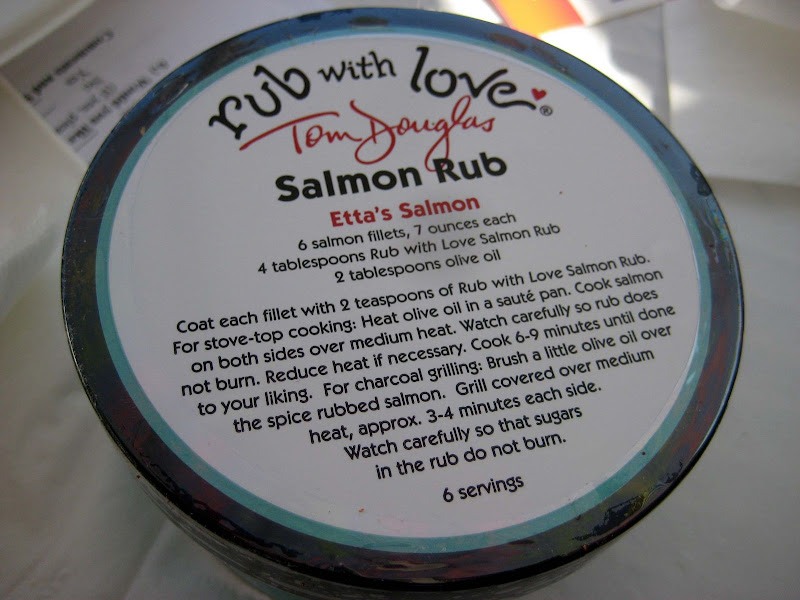 rub with love®
Tom Douglas
Salmon Rub
Etta's Salmon
6 salmon fillets, 7 ounces each
4 tablespoons Rub with Love Salmon Rub
2 tablespoons olive oil
Coat each fillet with 2 teaspoons of Rub with Love Salmon Rub.
For stove-top cooking: Heat olive oil in a sauté pan. Cook salmon
on both sides over medium heat. Watch carefully so rub does
not burn. Reduce heat if necessary. Cook 6-9 minutes until done
to your liking. For charcoal grilling: Brush a little olive oil over
the spice rubbed salmon. Grill covered over medium
heat, approx. 3-4 minutes each side.
Watch carefully so that sugars
in the rub do not burn.
6 servings